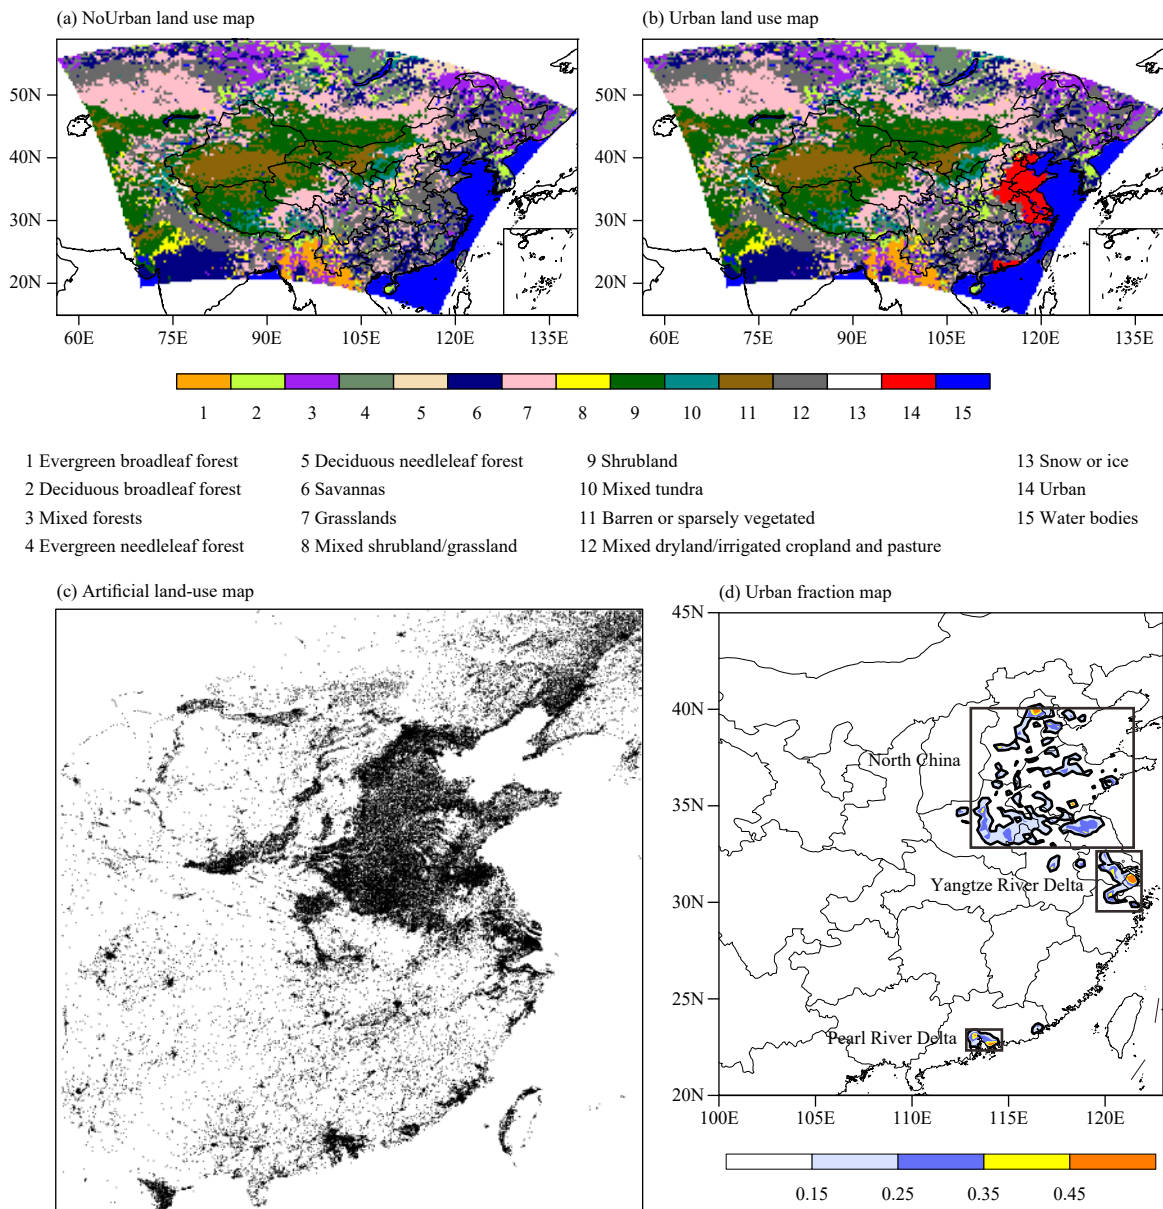 (a) NoUrban land use map
(b) Urban land use map
50N
40N
30N
20N
60E 75E 90E 105E 120E 135E
50N
40N
30N
20N
60E 75E 90E 105E 120E 135E
1 2 3 4 5 6 7 8 9 10 11 12 13 14 15
1 Evergreen broadleaf forest
2 Deciduous broadleaf forest
3 Mixed forests
4 Evergreen needleleaf forest
5 Deciduous needleleaf forest
6 Savannas
7 Grasslands
8 Mixed shrubland/grassland
9 Shrubland
10 Mixed tundra
11 Barren or sparsely vegetated
12 Mixed dryland/irrigated cropland and pasture
13 Snow or ice
14 Urban
15 Water bodies
(c) Artificial land-use map
(d) Urban fraction map
45N
40N
35N
30N
25N
20N
North China
Yangtze River Delta
Pearl River Delta
100E 105E 110E 115E 120E
0.15 0.25 0.35 0.45